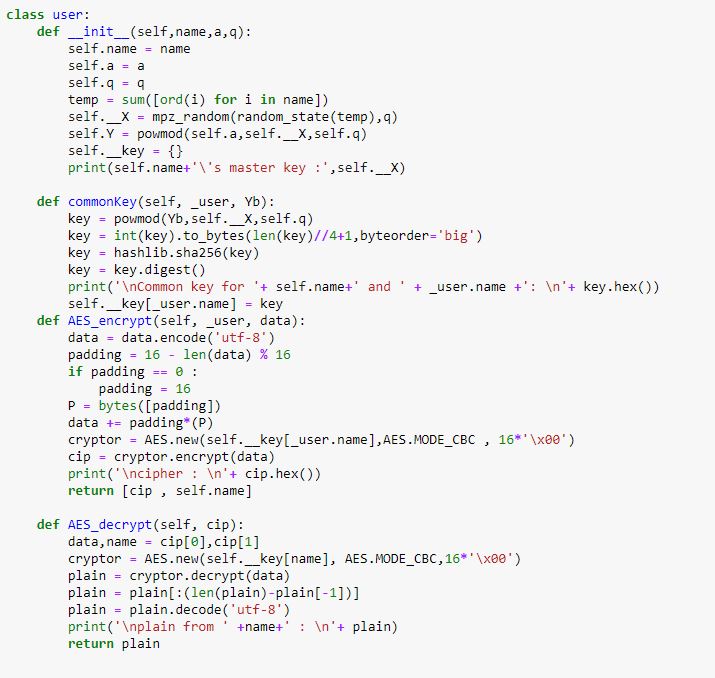 class user:
    def __init__(self,name,a,q):
        self.name = name
        self.a = a
        self.q = q
        temp = sum([ord(i) for i in name])
        self.__X = mpz_random(random_state(temp),q)
        self.Y = powmod(self.a,self.__X,self.q)
        self.__key = {}
        print(self.name+'\'s master key :',self.__X)

    def commonKey(self, _user, Yb):
        key = powmod(Yb,self.__X,self.q)
        key = int(key).to_bytes(len(key)//4+1,byteorder='big')
        key = hashlib.sha256(key)
        key = key.digest()
        print('\nCommon key for '+ self.name+' and ' + _user.name +': \n'+ key.hex())
        self.__key[_user.name] = key
    def AES_encrypt(self, _user, data):
        data = data.encode('utf-8')
        padding = 16 - len(data) % 16
        if padding == 0 :
            padding = 16
        P = bytes([padding])
        data += padding*(P)
        cryptor = AES.new(self.__key[_user.name],AES.MODE_CBC , 16*'\x00')
        cip = cryptor.encrypt(data)
        print('\ncipher : \n'+ cip.hex())
        return [cip , self.name]

    def AES_decrypt(self, cip):
        data,name = cip[0],cip[1]
        cryptor = AES.new(self.__key[name], AES.MODE_CBC,16*'\x00')
        plain = cryptor.decrypt(data)
        plain = plain[:(len(plain)-plain[-1])]
        plain = plain.decode('utf-8')
        print('\nplain from ' +name+' : \n'+ plain)
        return plain